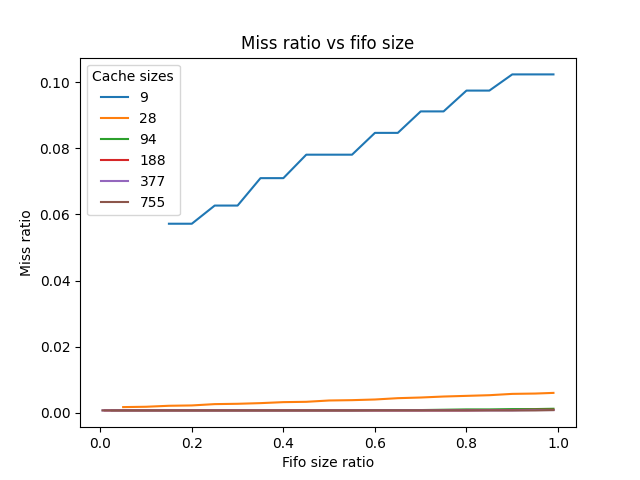 Miss ratio vs fifo size
Cache sizes
9
28
94
188
377
755
Miss ratio
0.10
0.08
0.06
0.04
0.02
0.00
0.0 0.2 0.4 0.6 0.8 1.0
Fifo size ratio